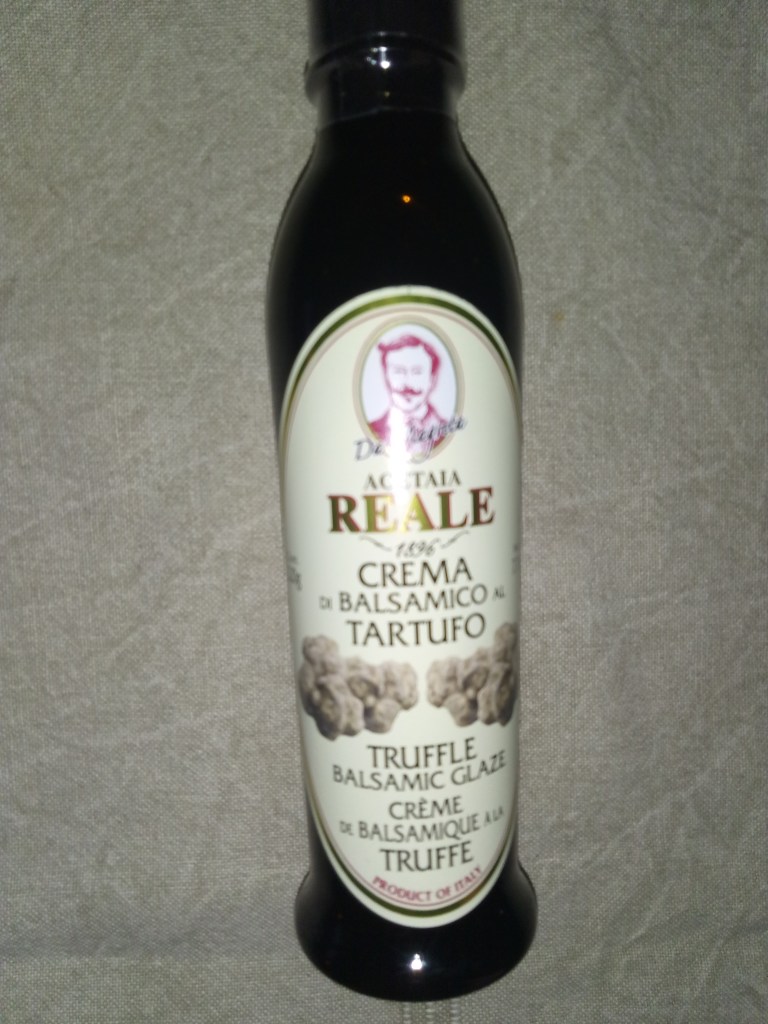 ACETAIA
REALE
1896
CREMA
DI BALSAMICO AL
TARTUFO
TRUFFLE
BALSAMIC GLAZE
CRÈME
DE BALSAMIQUE A LA
TRUFFE
PRODUCT OF ITALY